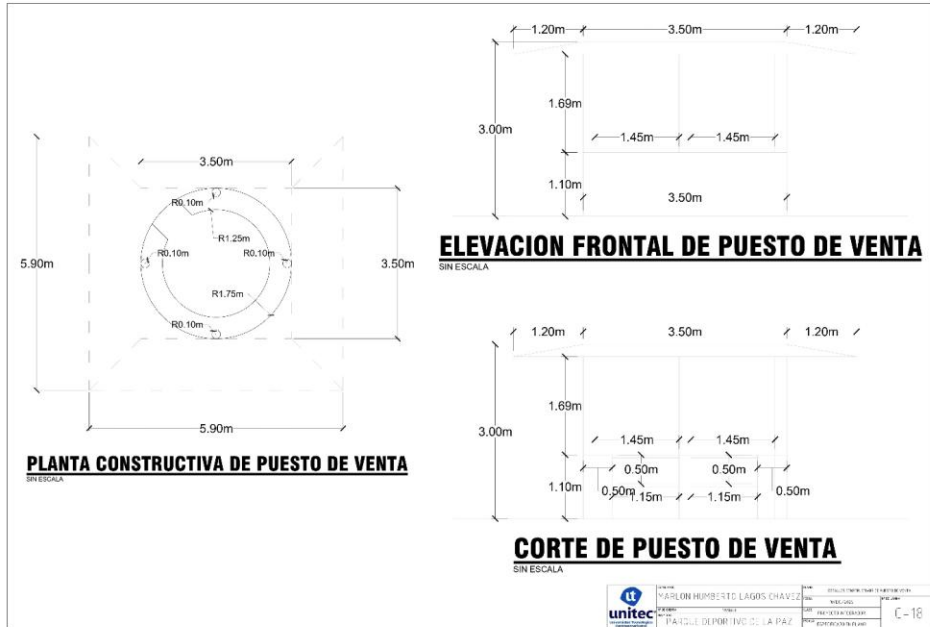 3.50m
R0.10m
R1.25m
R0.10m
R0.10m
5.90m
3.50m
R1.75m
R0.10m
5.90m
PLANTA CONSTRUCTIVA DE PUESTO DE VENTA
SIN ESCALA
1.20m 3.50m 1.20m
1.69m
3.00m
1.45m 1.45m
1.10m
3.50m
ELEVACION FRONTAL DE PUESTO DE VENTA
SIN ESCALA
1.20m 3.50m 1.20m
1.69m
3.00m
1.45m 1.45m
0.50m 0.50m
1.10m
0.50m 0.50m
1.15m 1.15m
CORTE DE PUESTO DE VENTA
SIN ESCALA
unitec
MARLON HUMBERTO LAGOS CHAVEZ
PARQUE DEPORTIVO DE LA PAZ
C-18